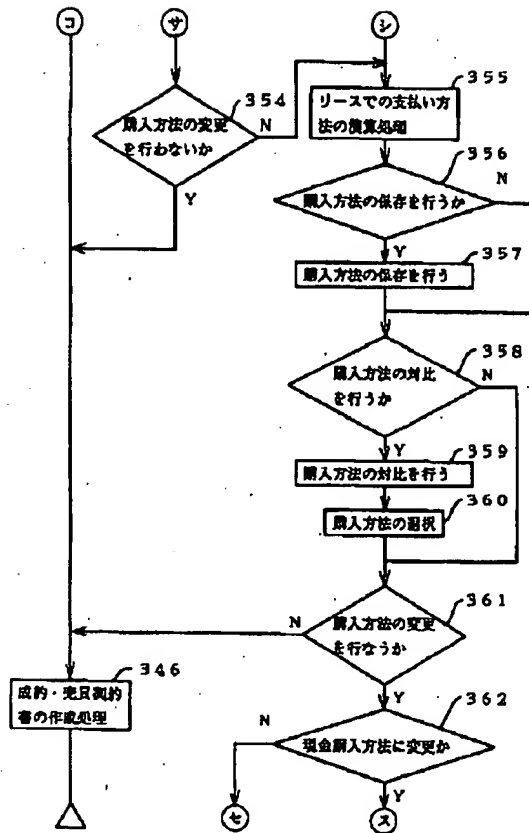 コ
サ
シ
354
購入方法の変更
を行わないか
N
Y
355
リースでの支払い方
法の演算処理
356
購入方法の保存を行うか
N
Y
357
購入方法の保存を行う
358
購入方法の対比
を行うか
N
Y
359
購入方法の対比を行う
360
購入方法の選択
361
購入方法の変更
を行なうか
N
Y
346
成約・売買契約
書の作成処理
362
現金購入方法に変更か
N
Y
セ
ス